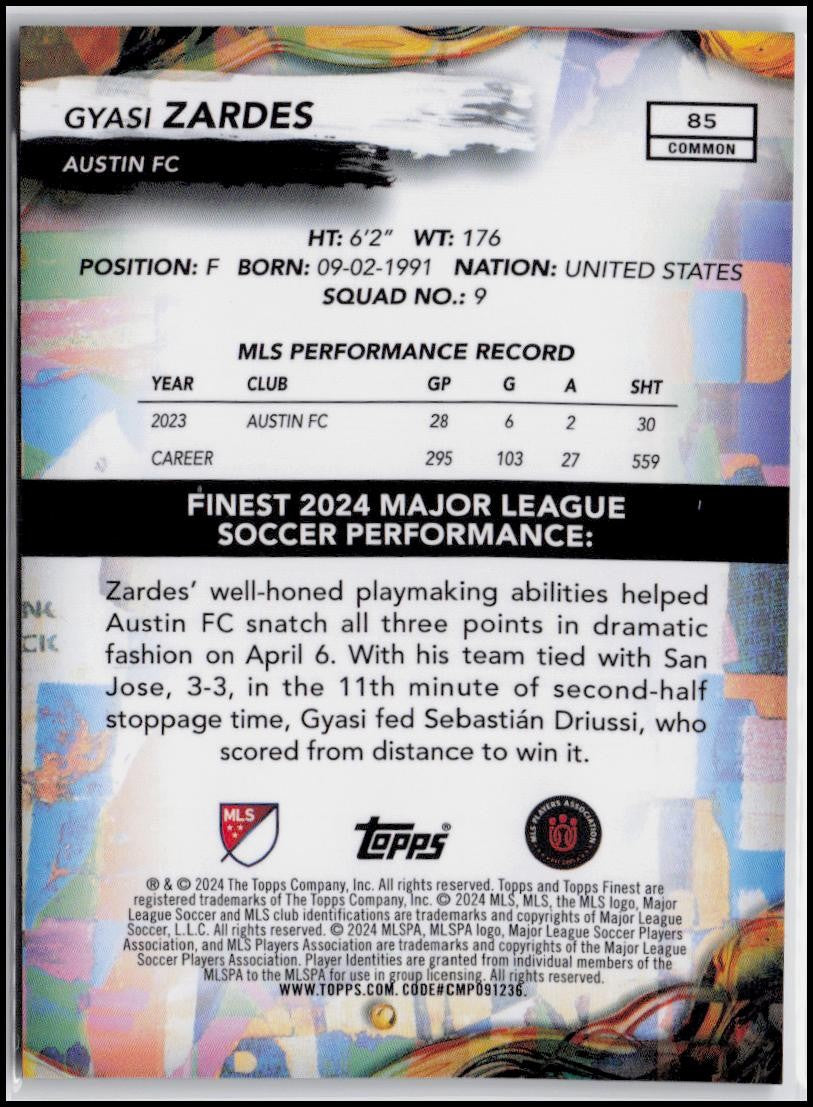 GYASI ZARDES
85
COMMON
AUSTIN FC
HT: 6'2" WT: 176
POSITION: F BORN: 09-02-1991 NATION: UNITED STATES
SQUAD NO.: 9
MLS PERFORMANCE RECORD
YEAR CLUB GP G A SHT
2023 AUSTIN FC 28 6 2 30
CAREER 295 103 27 559
FINEST 2024 MAJOR LEAGUE
SOCCER PERFORMANCE:
Zardes' well-honed playmaking abilities helped
Austin FC snatch all three points in dramatic
fashion on April 6. With his team tied with San
Jose, 3-3, in the 11th minute of second-half
stoppage time, Gyasi fed Sebastián Driussi, who
scored from distance to win it.
MLS
Topps®
MLS PLAYERS ASSOCIATION
® & © 2024 The Topps Company, Inc. All rights reserved. Topps and Topps Finest are
registered trademarks of The Topps Company, Inc. © 2024 MLS, MLS, the MLS logo, Major
League Soccer and MLS club identifications are trademarks and copyrights of Major League
Soccer, L.L.C. All rights reserved. © 2024 MLSPA, MLSPA logo, Major League Soccer Players
Association, and MLS Players Association are trademarks and copyrights of the Major League
Soccer Players Association. Player Identities are granted from individual members of the
MLSPA to the MLSPA for use in group licensing. All rights reserved.
WWW.TOPPS.COM. CODE#CMP091236.